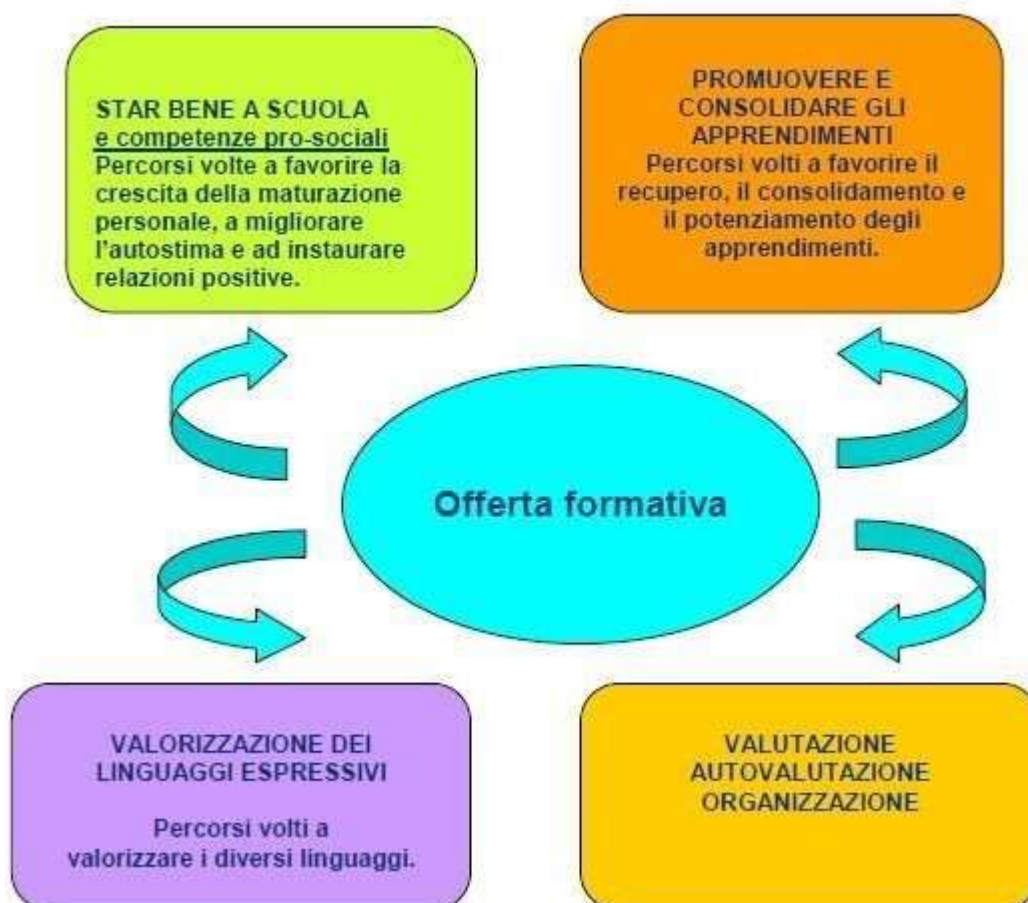 STAR BENE A SCUOLA
e competenze pro-sociali
Percorsi volte a favorire la
crescita della maturazione
personale, a migliorare
l'autostima e ad instaurare
relazioni positive.
PROMUOVERE E
CONSOLIDARE GLI
APPRENDIMENTI
Percorsi volti a favorire il
recupero, il consolidamento e
il potenziamento degli
apprendimenti.
Offerta formativa
VALORIZZAZIONE DEI
LINGUAGGI ESPRESSIVI
Percorsi volti a
valorizzare i diversi linguaggi.
VALUTAZIONE
AUTOVALUTAZIONE
ORGANIZZAZIONE